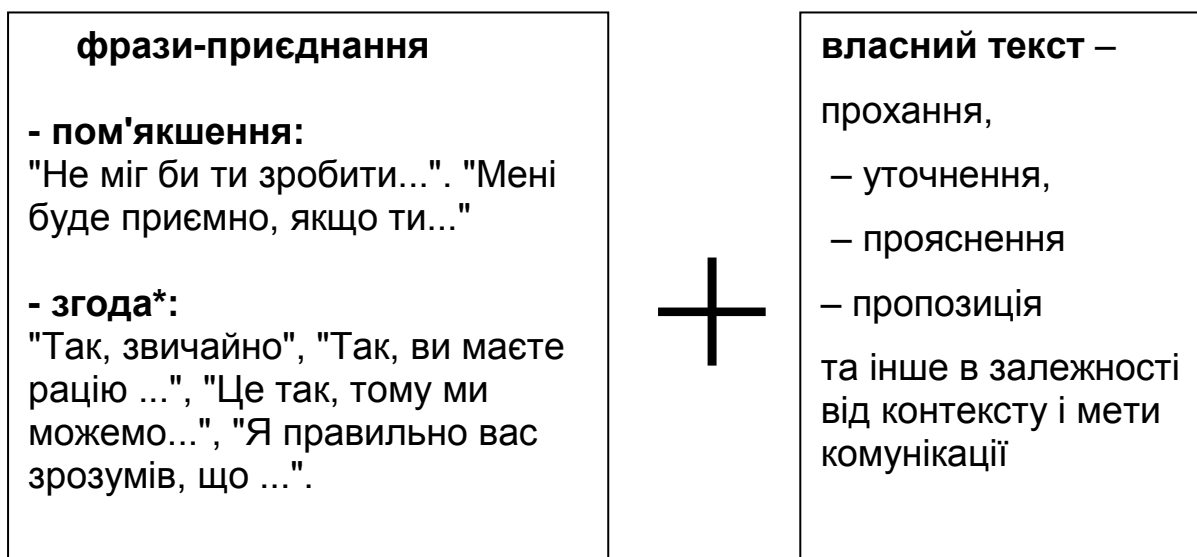 фрази-приєднання
- пом'якшення:
"Не міг би ти зробити...". "Мені
буде приємно, якщо ти..."
- згода*:
"Так, звичайно", "Так, ви маєте
рацію ...", "Це так, тому ми
можемо...", "Я правильно вас
зрозумів, що ...".
+
власний текст –
прохання,
– уточнення,
– прояснення
– пропозиція
та інше в залежності
від контексту і мети
комунікації